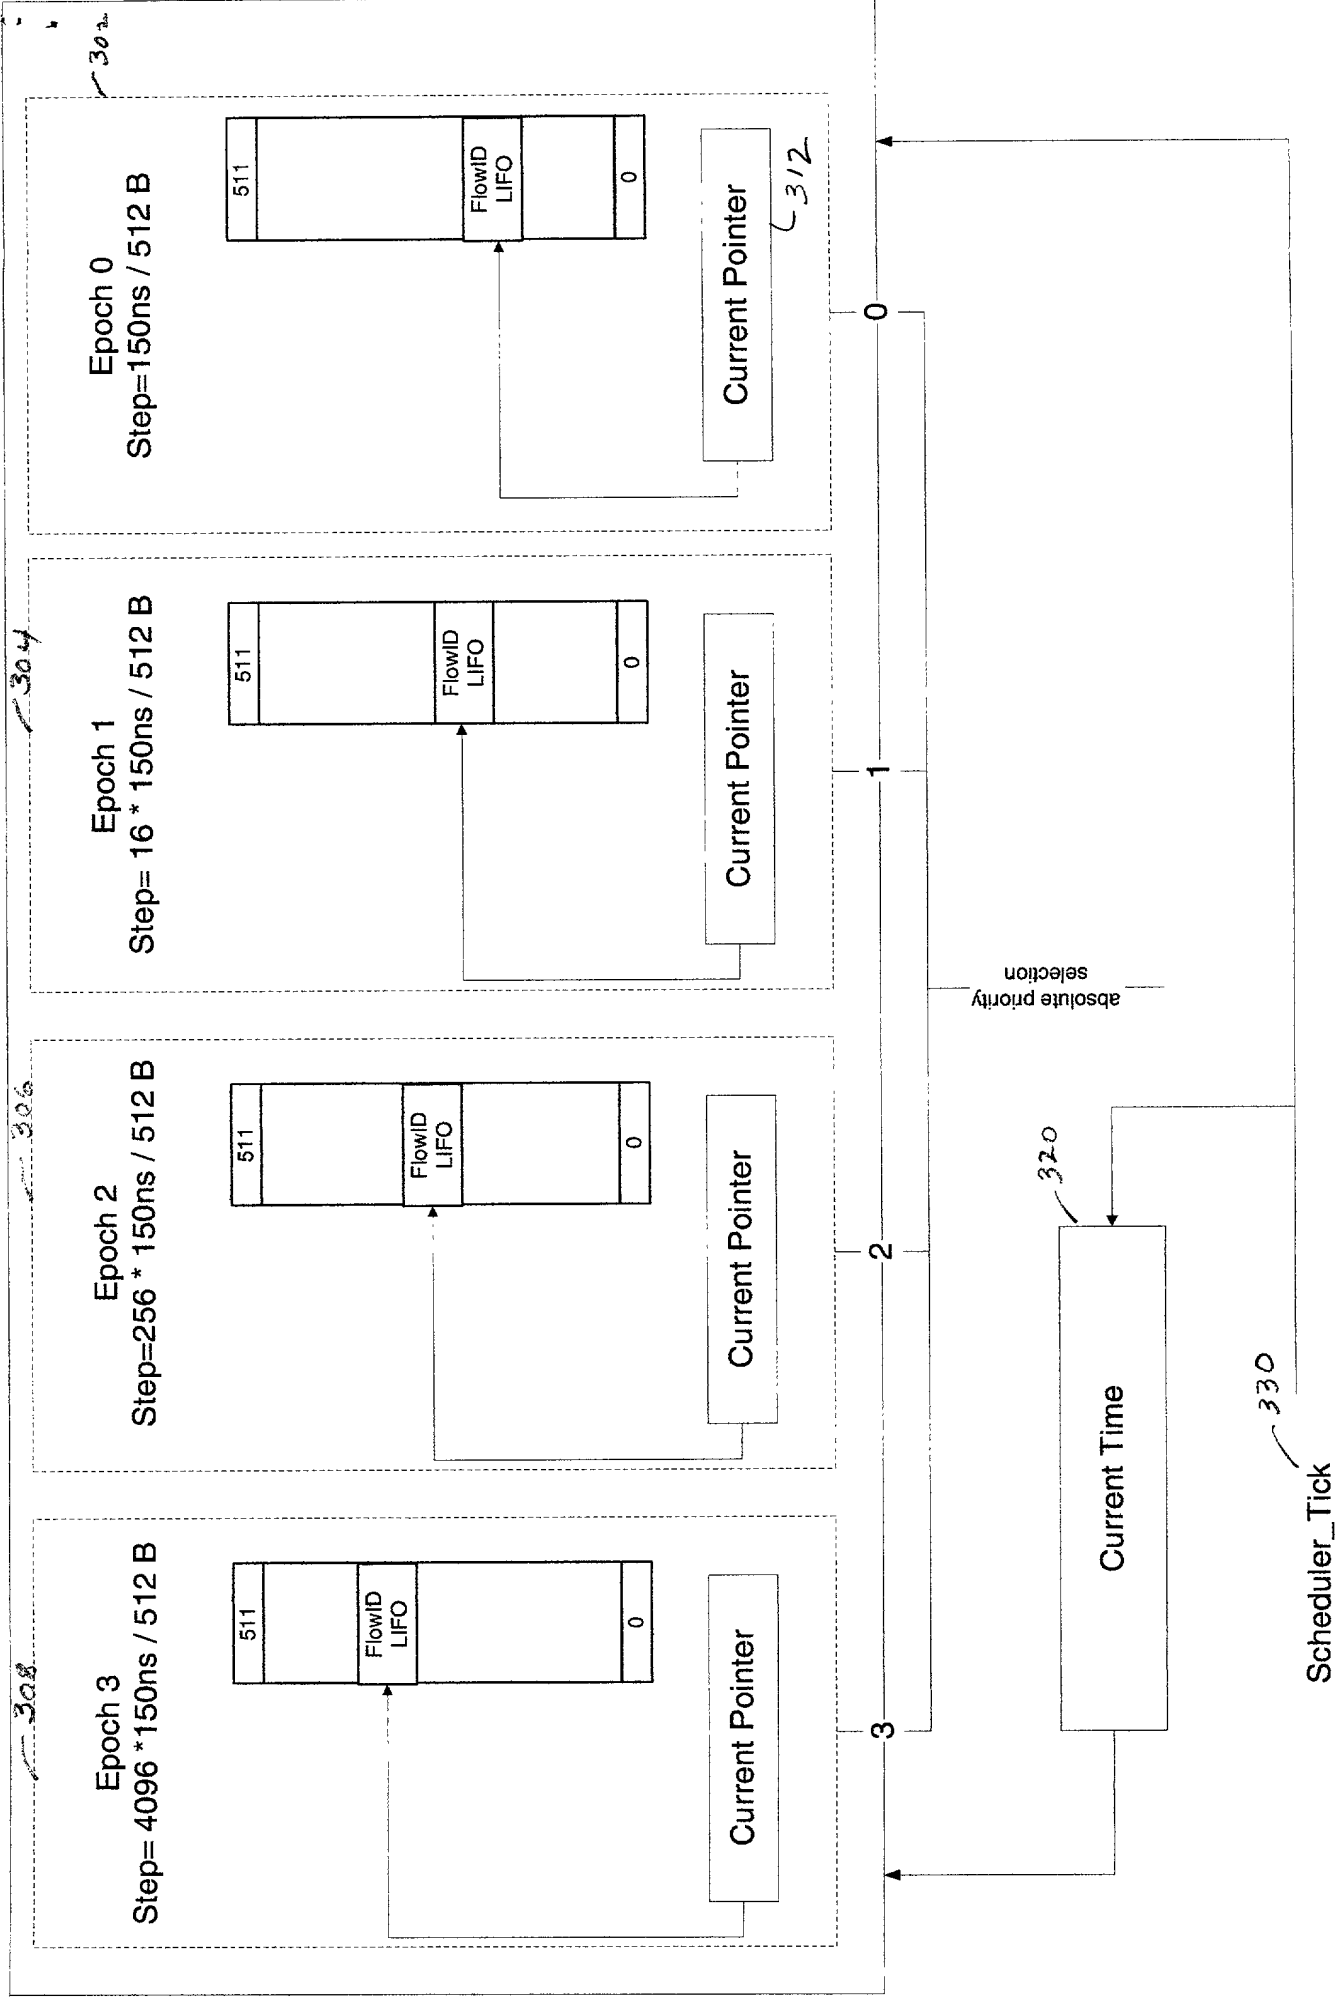 308
304
306
302
Epoch 3
Step= 4096 *150ns / 512 B
511
FlowID
LIFO
0
Current Pointer
3
Epoch 2
Step=256 * 150ns / 512 B
511
FlowID
LIFO
0
Current Pointer
2
Epoch 1
Step= 16 * 150ns / 512 B
511
FlowID
LIFO
0
Current Pointer
1
Epoch 0
Step=150ns / 512 B
511
FlowID
LIFO
0
Current Pointer
312
0
absolute priority
selection
320
Current Time
330
Scheduler_Tick